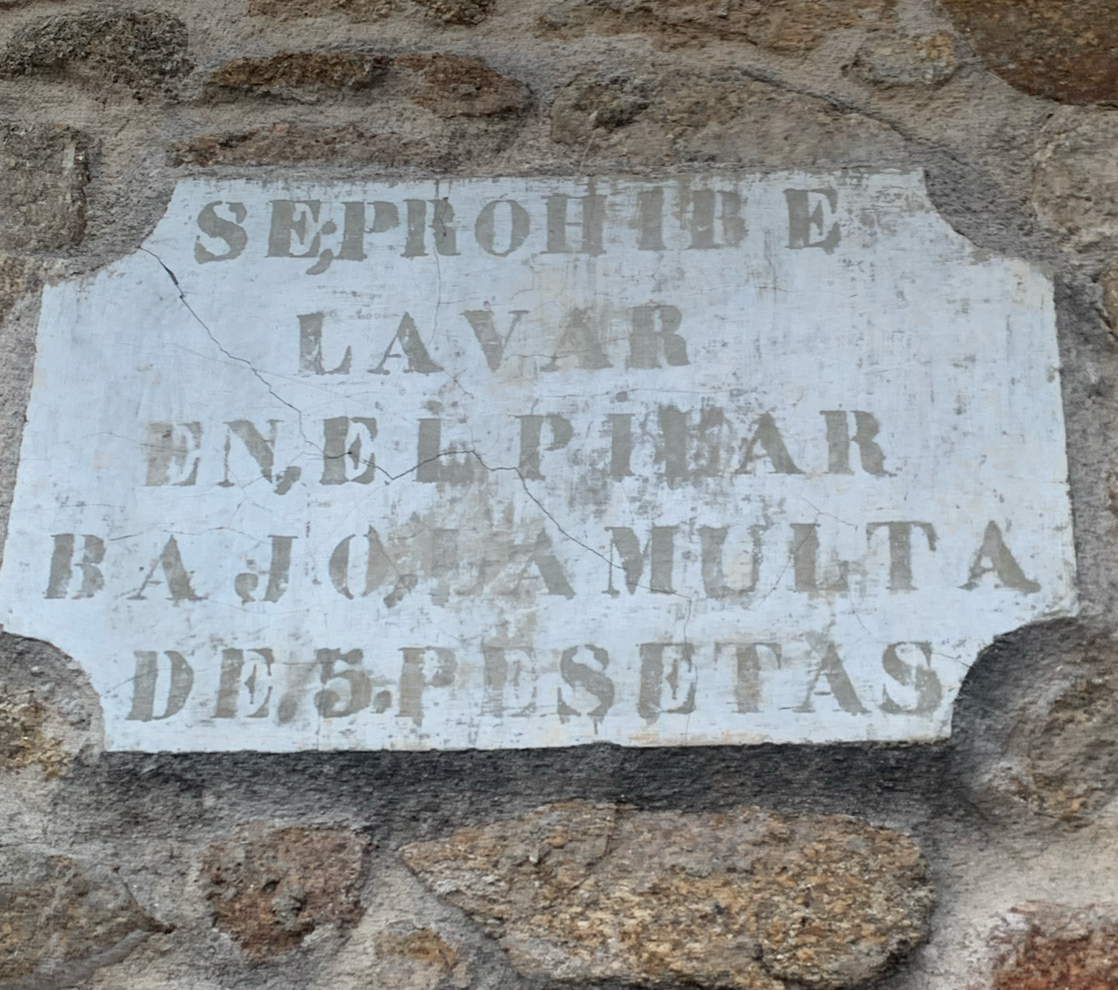 SE;PROHIBE
LAVAR
EN,EL PILAR
BAJO,LA MULTA
DE,5.PESETAS